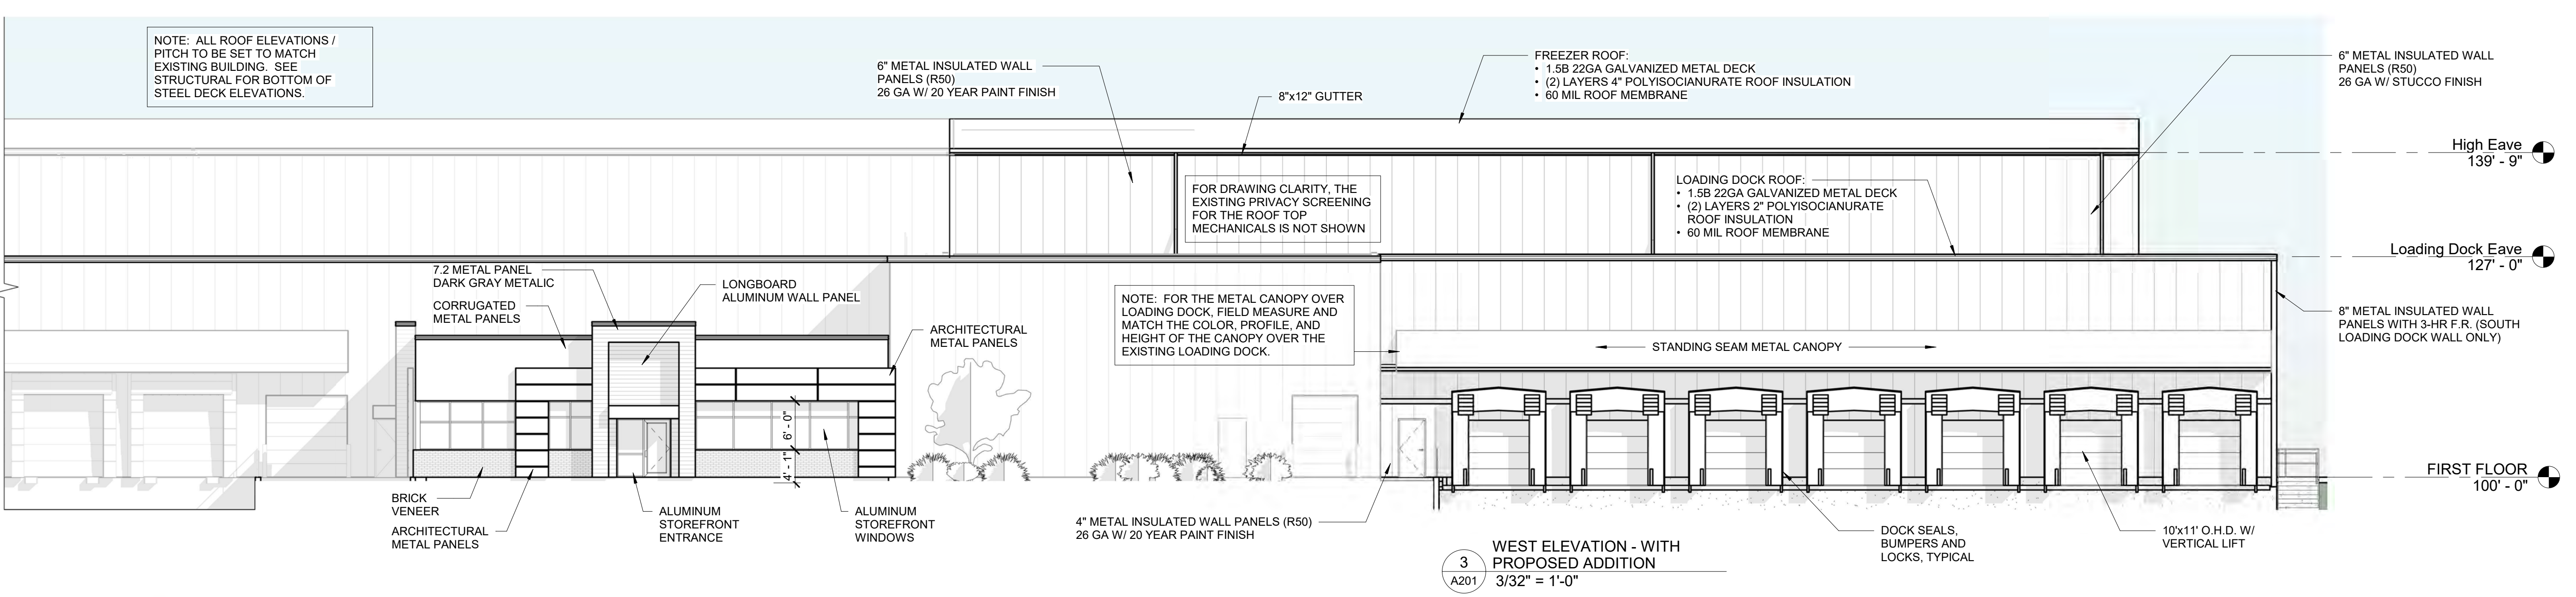 NOTE:  ALL ROOF ELEVATIONS /
PITCH TO BE SET TO MATCH
EXISTING BUILDING.  SEE
STRUCTURAL FOR BOTTOM OF
STEEL DECK ELEVATIONS.
6" METAL INSULATED WALL
PANELS (R50)
26 GA W/ 20 YEAR PAINT FINISH
8"x12" GUTTER
FREEZER ROOF:
• 1.5B 22GA GALVANIZED METAL DECK
• (2) LAYERS 4" POLYISOCIANURATE ROOF INSULATION
• 60 MIL ROOF MEMBRANE
6" METAL INSULATED WALL
PANELS (R50)
26 GA W/ STUCCO FINISH
High Eave
139' - 9"
FOR DRAWING CLARITY, THE
EXISTING PRIVACY SCREENING
FOR THE ROOF TOP
MECHANICALS IS NOT SHOWN
LOADING DOCK ROOF:
• 1.5B 22GA GALVANIZED METAL DECK
• (2) LAYERS 2" POLYISOCIANURATE
ROOF INSULATION
• 60 MIL ROOF MEMBRANE
Loading Dock Eave
127' - 0"
7.2 METAL PANEL
DARK GRAY METALIC
CORRUGATED
METAL PANELS
LONGBOARD
ALUMINUM WALL PANEL
ARCHITECTURAL
METAL PANELS
NOTE:  FOR THE METAL CANOPY OVER
LOADING DOCK, FIELD MEASURE AND
MATCH THE COLOR, PROFILE, AND
HEIGHT OF THE CANOPY OVER THE
EXISTING LOADING DOCK.
STANDING SEAM METAL CANOPY
8" METAL INSULATED WALL
PANELS WITH 3-HR F.R. (SOUTH
LOADING DOCK WALL ONLY)
6' - 0"
4' - 1"
FIRST FLOOR
100' - 0"
BRICK
VENEER
ARCHITECTURAL
METAL PANELS
ALUMINUM
STOREFRONT
ENTRANCE
ALUMINUM
STOREFRONT
WINDOWS
4" METAL INSULATED WALL PANELS (R50)
26 GA W/ 20 YEAR PAINT FINISH
DOCK SEALS,
BUMPERS AND
LOCKS, TYPICAL
10'x11' O.H.D. W/
VERTICAL LIFT
3
A201
WEST ELEVATION - WITH
PROPOSED ADDITION
3/32" = 1'-0"